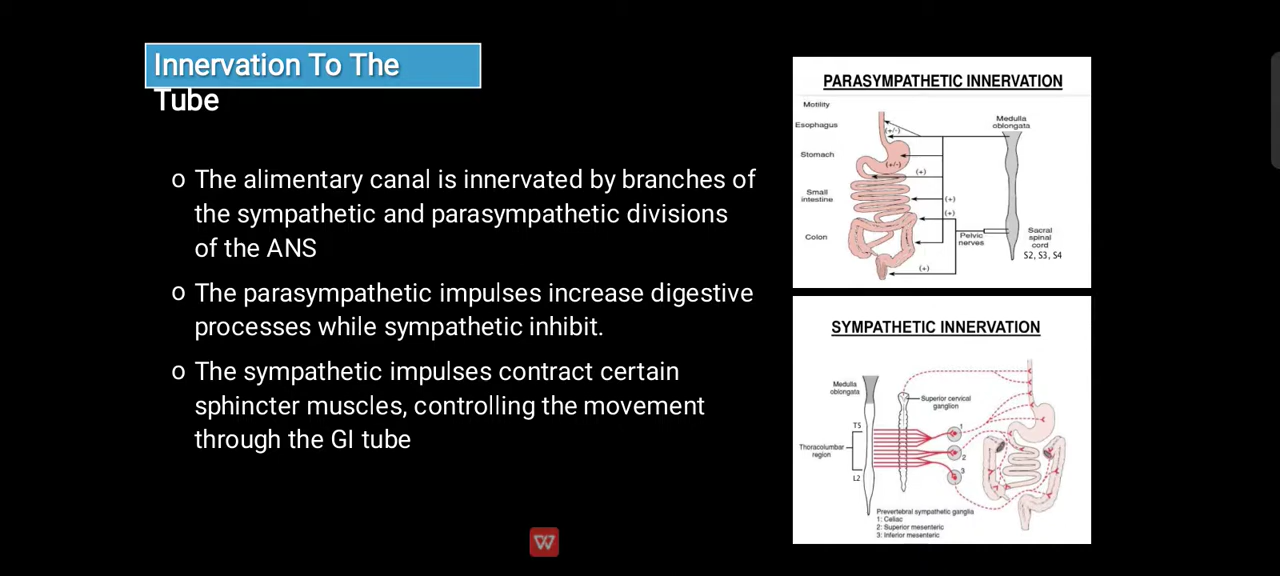 Innervation To The
Tube
o The alimentary canal is innervated by branches of
the sympathetic and parasympathetic divisions
of the ANS
o The parasympathetic impulses increase digestive
processes while sympathetic inhibit.
o The sympathetic impulses contract certain
sphincter muscles, controlling the movement
through the GI tube
PARASYMPATHETIC INNERVATION
Motility
Esophagus
Stomach
Small
intestine
Colon
(+/-)
(+/-)
(+)
(+)
(+)
(+)
Medulla
oblongata
Pelvic
nerves
Sacral
spinal
cord
S2, S3, S4
SYMPATHETIC INNERVATION
Medulla
oblongata
Superior cervical
ganglion
T5
Thoracolumbar
region
L2
1
2
3
Prevertebral sympathetic ganglia
1: Celiac
2: Superior mesenteric
3: Inferior mesenteric
W